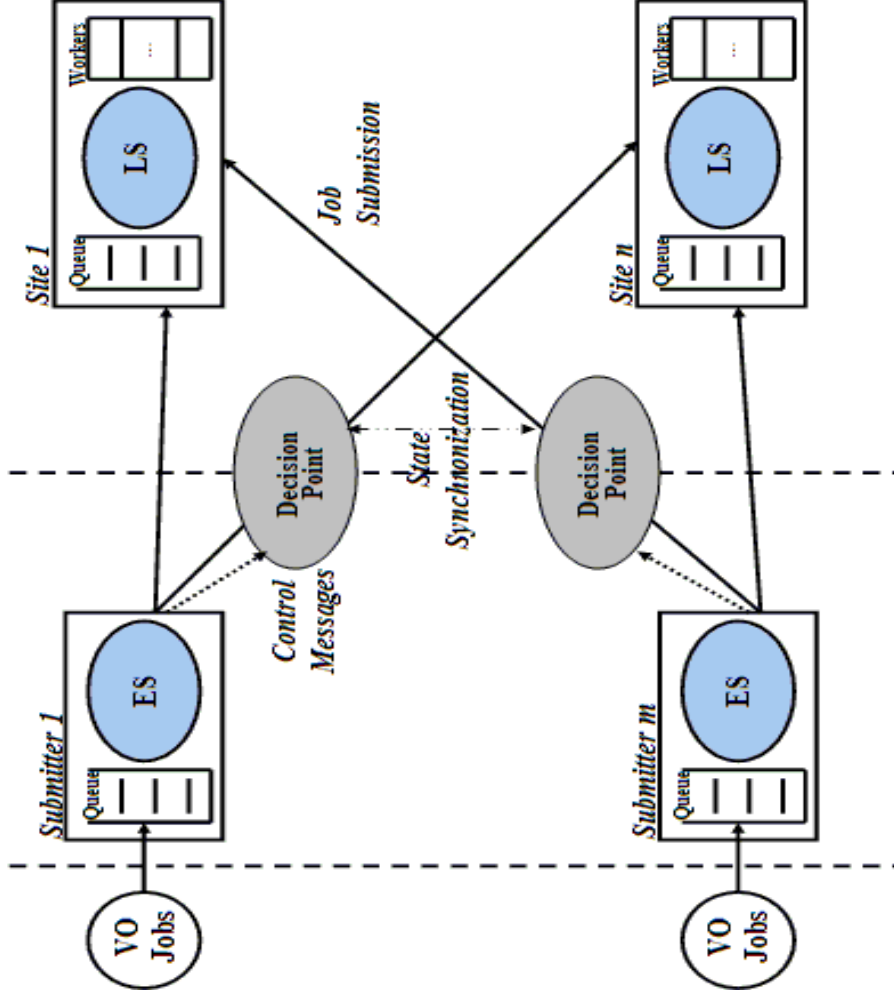 Submitter 1
Site 1
VO
Jobs
Queue
ES
Queue
LS
Workers
...
Decision
Point
Control
Messages
Job
Submission
State
Synchronization
Decision
Point
Submitter m
Site n
VO
Jobs
Queue
ES
Queue
LS
Workers
...